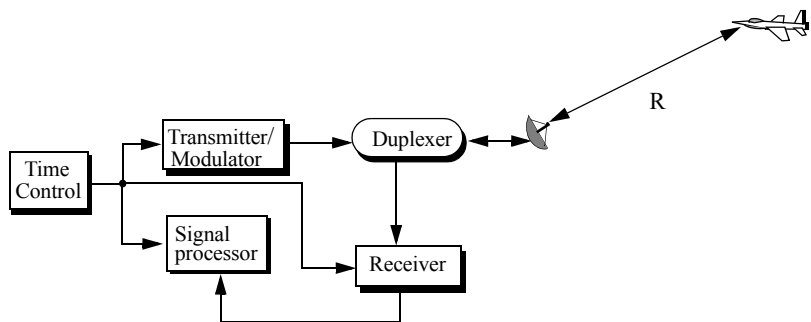 R
Transmitter/
Modulator
Duplexer
Time
Control
Signal
processor
Receiver